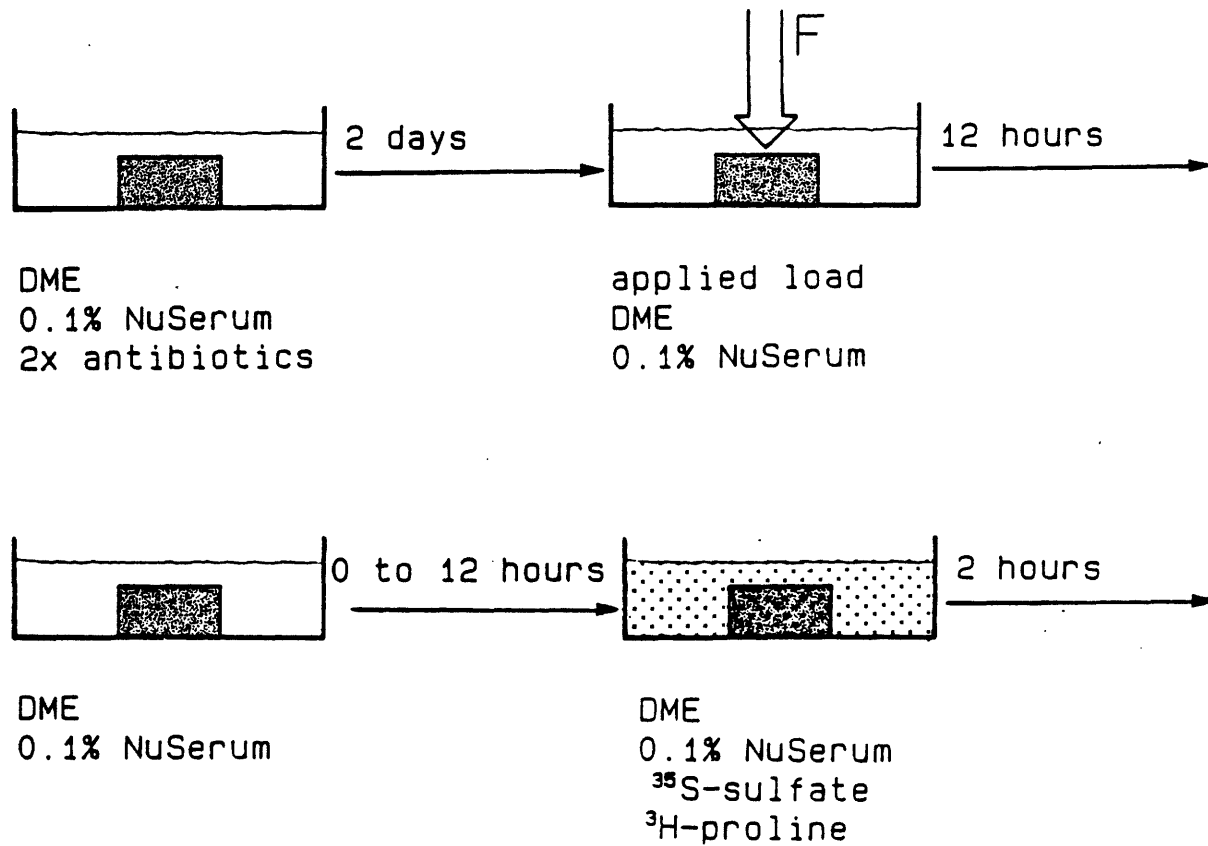 F
2 days
12 hours
DME
0.1% NuSerum
2x antibiotics
applied load
DME
0.1% NuSerum
0 to 12 hours
2 hours
DME
0.1% NuSerum
DME
0.1% NuSerum
³⁵S-sulfate
³H-proline